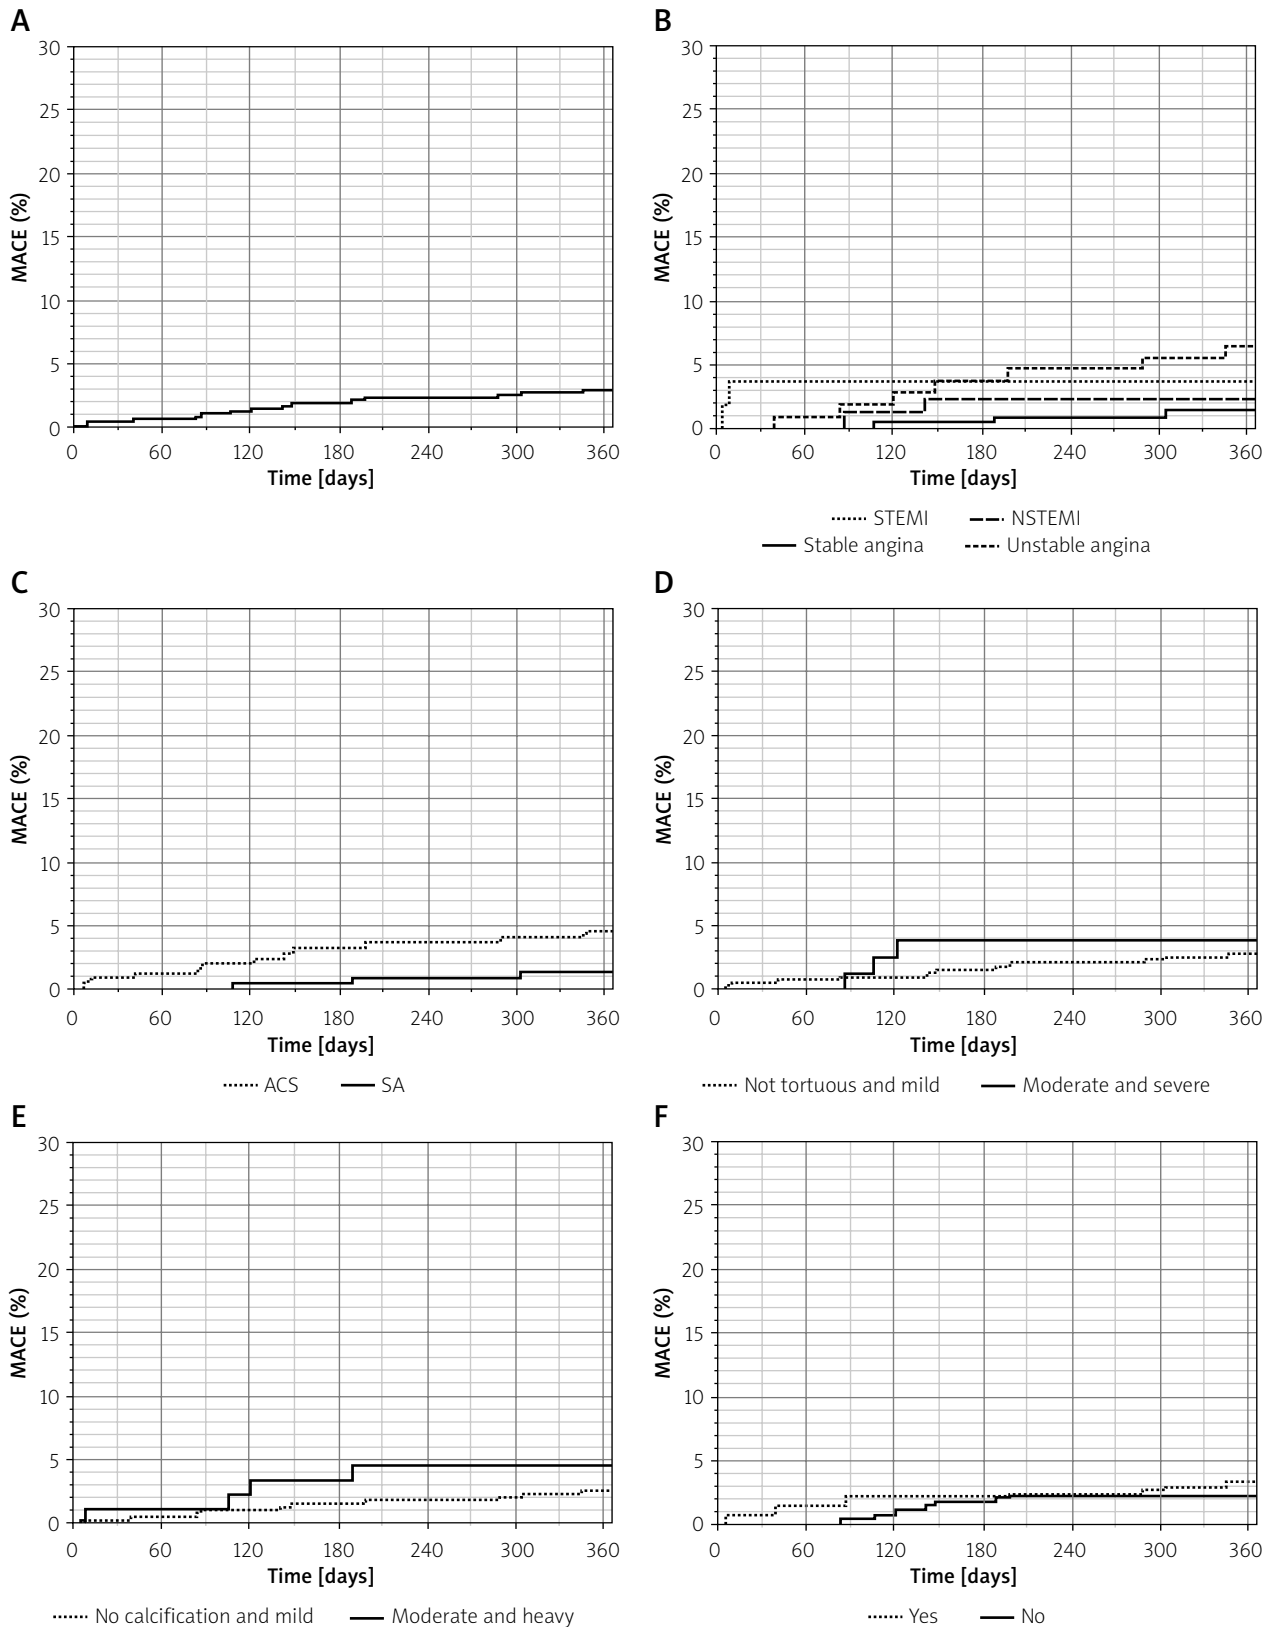 A
30
25
20
15
10
5
0
MACE (%)
0 60 120 180 240 300 360
Time [days]
B
30
25
20
15
10
5
0
MACE (%)
0 60 120 180 240 300 360
Time [days]
STEMI NSTEMI
Stable angina Unstable angina
C
30
25
20
15
10
5
0
MACE (%)
0 60 120 180 240 300 360
Time [days]
ACS SA
D
30
25
20
15
10
5
0
MACE (%)
0 60 120 180 240 300 360
Time [days]
Not tortuous and mild Moderate and severe
E
30
25
20
15
10
5
0
MACE (%)
0 60 120 180 240 300 360
Time [days]
No calcification and mild Moderate and heavy
F
30
25
20
15
10
5
0
MACE (%)
0 60 120 180 240 300 360
Time [days]
Yes No